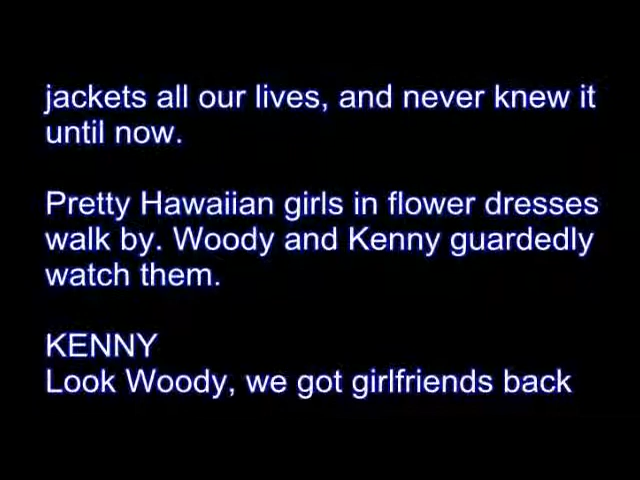 jackets all our lives, and never knew it
until now.
Pretty Hawaiian girls in flower dresses
walk by. Woody and Kenny guardedly
watch them.
KENNY
Look Woody, we got girlfriends back